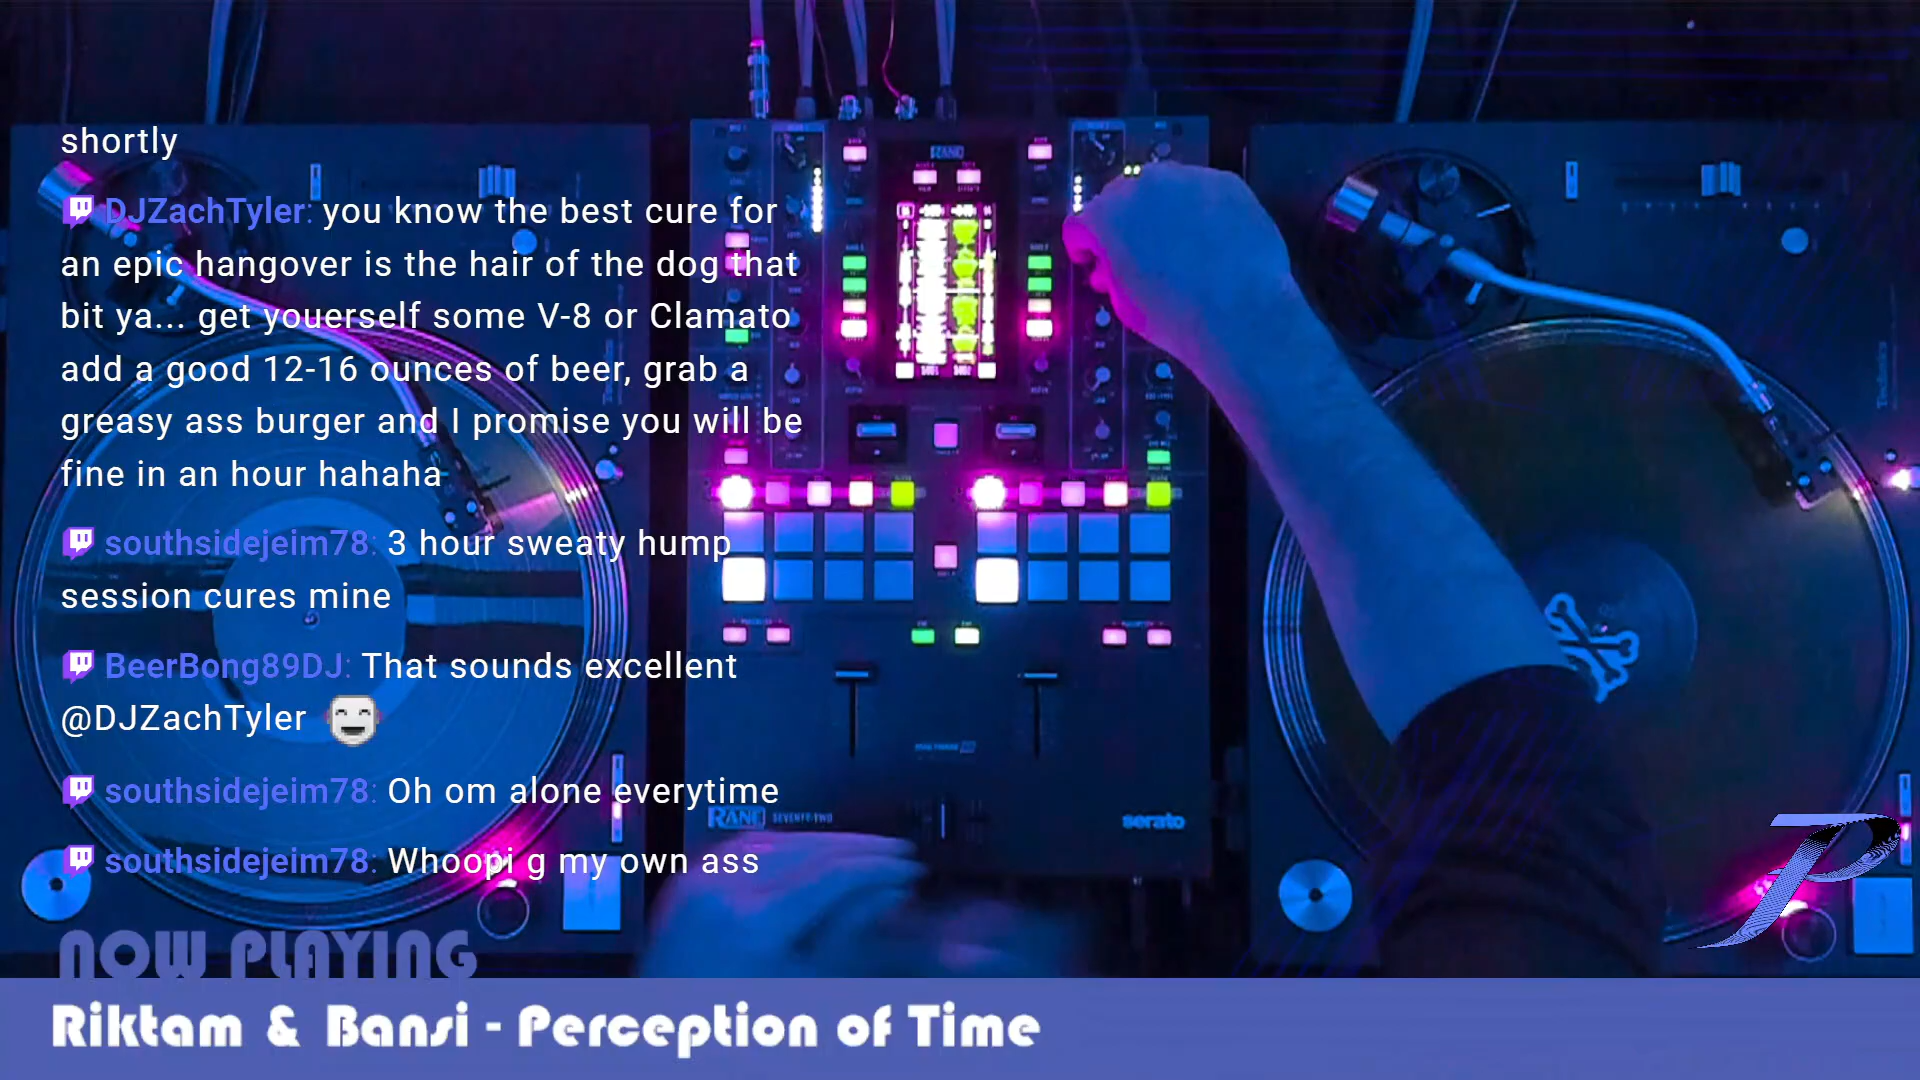 shortly
DJZachTyler: you know the best cure for
an epic hangover is the hair of the dog that
bit ya... get youerself some V-8 or Clamato
add a good 12-16 ounces of beer, grab a
greasy ass burger and I promise you will be
fine in an hour hahaha
southsidejeim78: 3 hour sweaty hump
session cures mine
BeerBong89DJ: That sounds excellent
@DJZachTyler
southsidejeim78: Oh om alone everytime
southsidejeim78: Whoopi g my own ass
RANE
RANE SEVENTY-TWO
serato
Technics
NOW PLAYING
Riktam & Bansi - Perception of Time